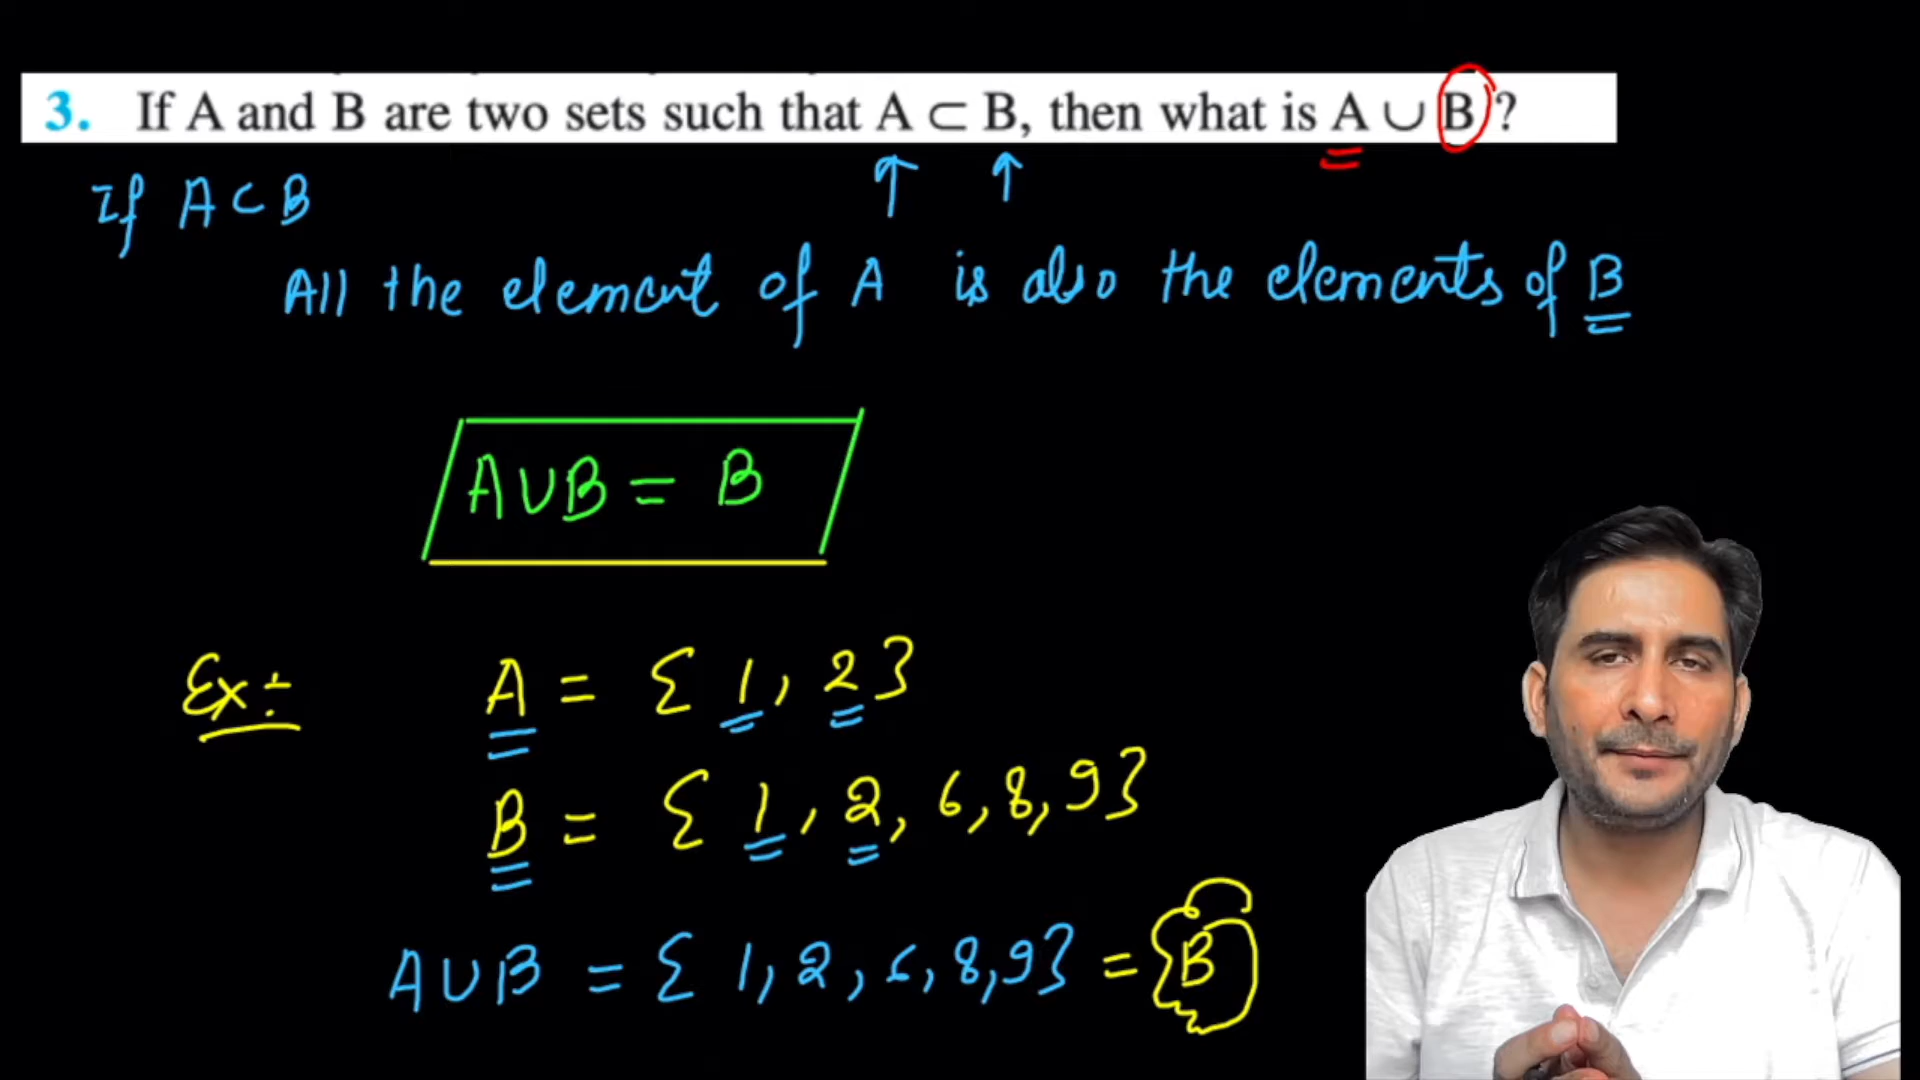 3. If A and B are two sets such that A ⊂ B, then what is A ∪ B ?
If A ⊂ B
All the element of A is also the elements of B
A∪B = B
Ex:- A = { 1, 2 }
B = { 1, 2, 6, 8, 9 }
A∪B = { 1, 2, 6, 8, 9 } = {B